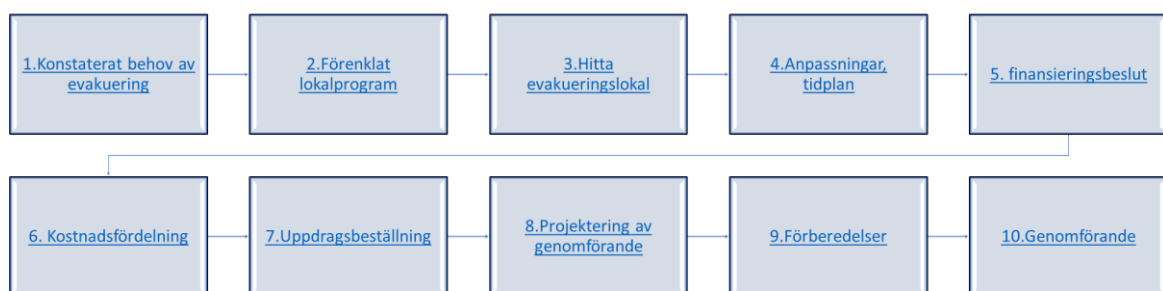 1.Konstaterat behov av
evakuering
2.Förenklat
lokalprogram
3.Hitta
evakueringslokal
4.Anpassningar,
tidplan
5. finansieringsbeslut
6. Kostnadsfördelning
7.Uppdragsbeställning
8.Projektering av
genomförande
9.Förberedelser
10.Genomförande